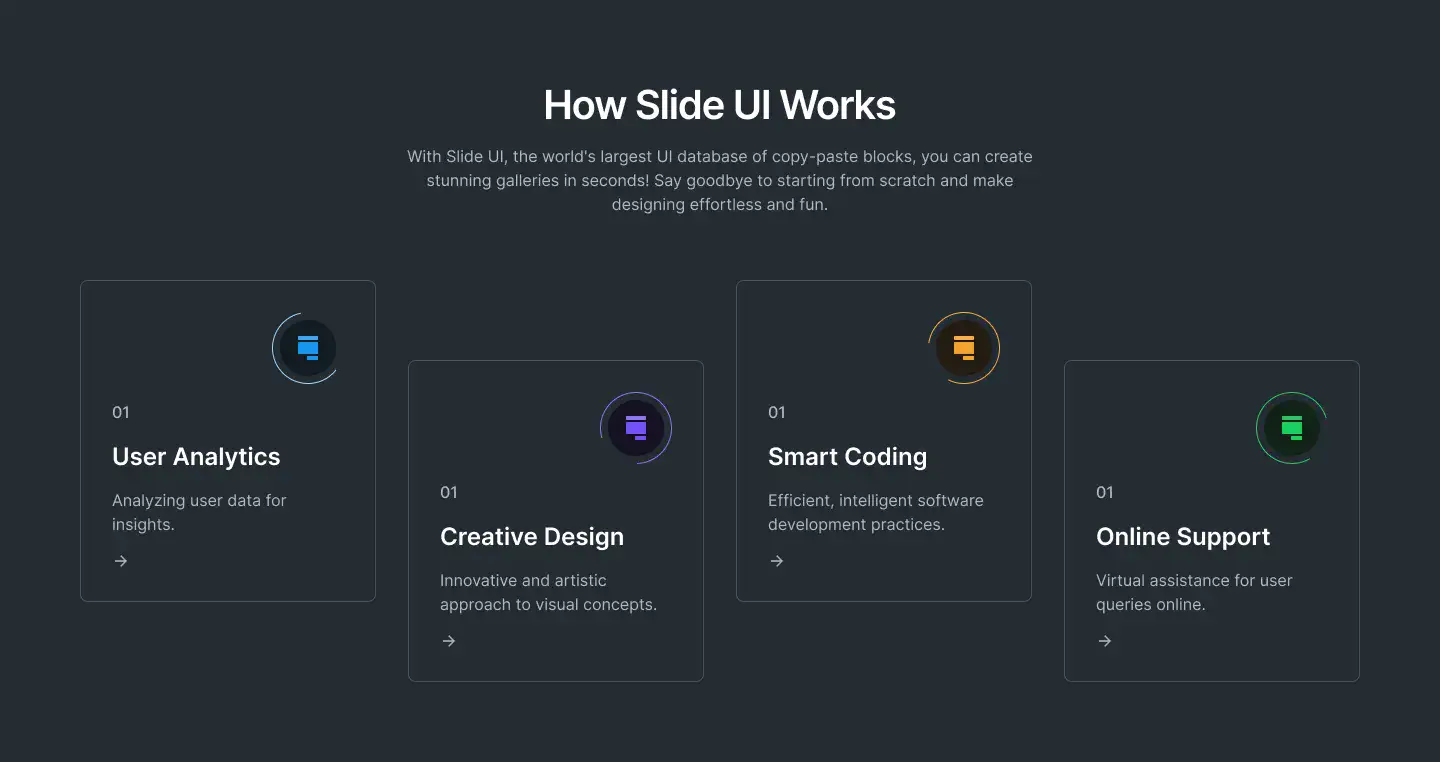 How Slide UI Works
With Slide UI, the world's largest UI database of copy-paste blocks, you can create
stunning galleries in seconds! Say goodbye to starting from scratch and make
designing effortless and fun.
01
User Analytics
Analyzing user data for
insights.
01
Creative Design
Innovative and artistic
approach to visual concepts.
01
Smart Coding
Efficient, intelligent software
development practices.
01
Online Support
Virtual assistance for user
queries online.